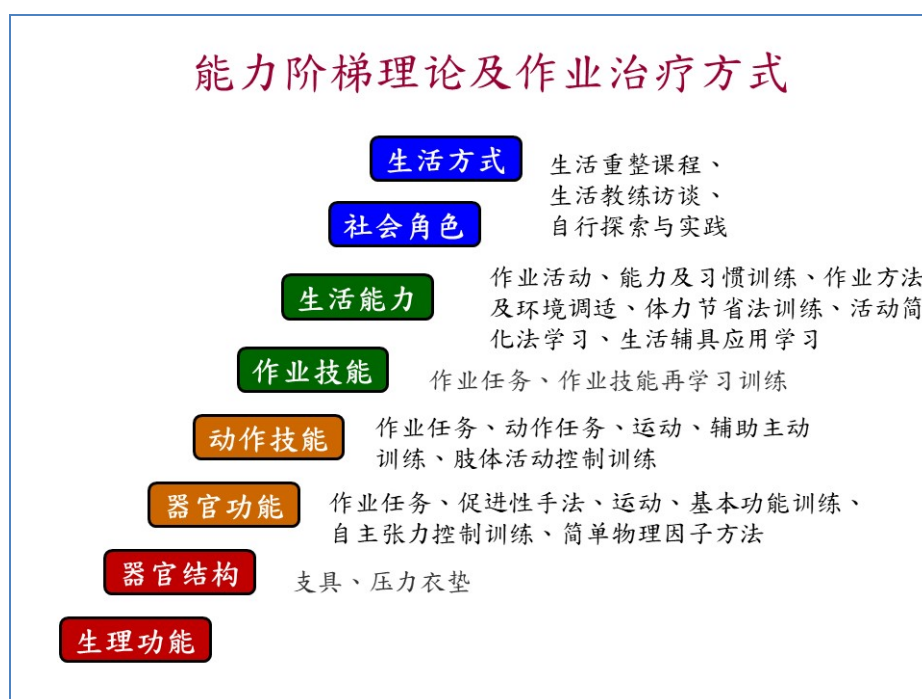 能力阶梯理论及作业治疗方式
生活方式
生活重整课程、
生活教练访谈、
自行探索与实践
社会角色
生活能力
作业活动、能力及习惯训练、作业方法
及环境调适、体力节省法训练、活动简
化法学习、生活辅具应用学习
作业技能
作业任务、作业技能再学习训练
动作技能
作业任务、动作任务、运动、辅助主动
训练、肢体活动控制训练
器官功能
作业任务、促进性手法、运动、基本功能训练、
自主张力控制训练、简单物理因子方法
器官结构
支具、压力衣垫
生理功能